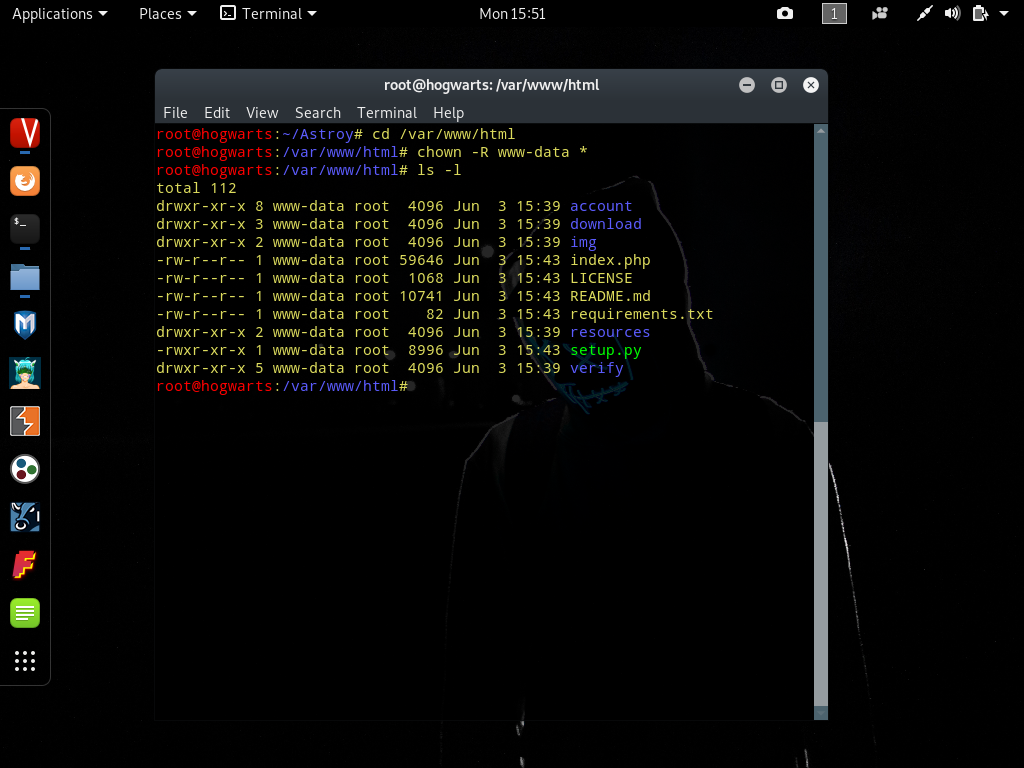 Applications Places Terminal Mon 15:51 1
root@hogwarts: /var/www/html
File Edit View Search Terminal Help
root@hogwarts:~/Astroy# cd /var/www/html
root@hogwarts:/var/www/html# chown -R www-data *
root@hogwarts:/var/www/html# ls -l
total 112
drwxr-xr-x 8 www-data root  4096 Jun  3 15:39 account
drwxr-xr-x 3 www-data root  4096 Jun  3 15:39 download
drwxr-xr-x 2 www-data root  4096 Jun  3 15:39 img
-rw-r--r-- 1 www-data root 59646 Jun  3 15:43 index.php
-rw-r--r-- 1 www-data root  1068 Jun  3 15:43 LICENSE
-rw-r--r-- 1 www-data root 10741 Jun  3 15:43 README.md
-rw-r--r-- 1 www-data root    82 Jun  3 15:43 requirements.txt
drwxr-xr-x 2 www-data root  4096 Jun  3 15:39 resources
-rwxr-xr-x 1 www-data root  8996 Jun  3 15:43 setup.py
drwxr-xr-x 5 www-data root  4096 Jun  3 15:39 verify
root@hogwarts:/var/www/html#